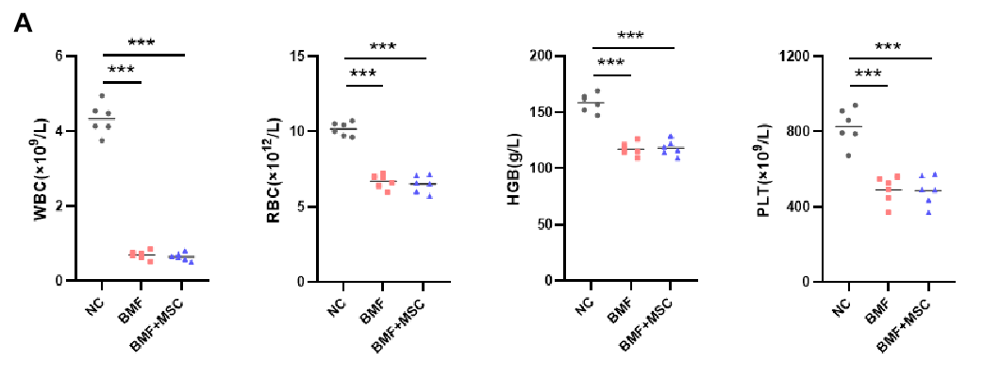 A
***
***
6
4
2
0
WBC(×10⁹/L)
NC
BMF
BMF+MSC
***
***
15
10
5
0
RBC(×10¹²/L)
NC
BMF
BMF+MSC
***
***
200
150
100
50
0
HGB(g/L)
NC
BMF
BMF+MSC
***
***
1200
800
400
0
PLT(×10⁹/L)
NC
BMF
BMF+MSC